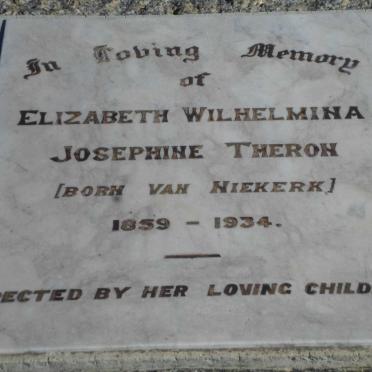 In Loving Memory
of
ELIZABETH WILHELMINA
JOSEPHINE THERON
[BORN VAN NIEKERK]
1859 – 1934.
ECTED BY HER LOVING CHILD